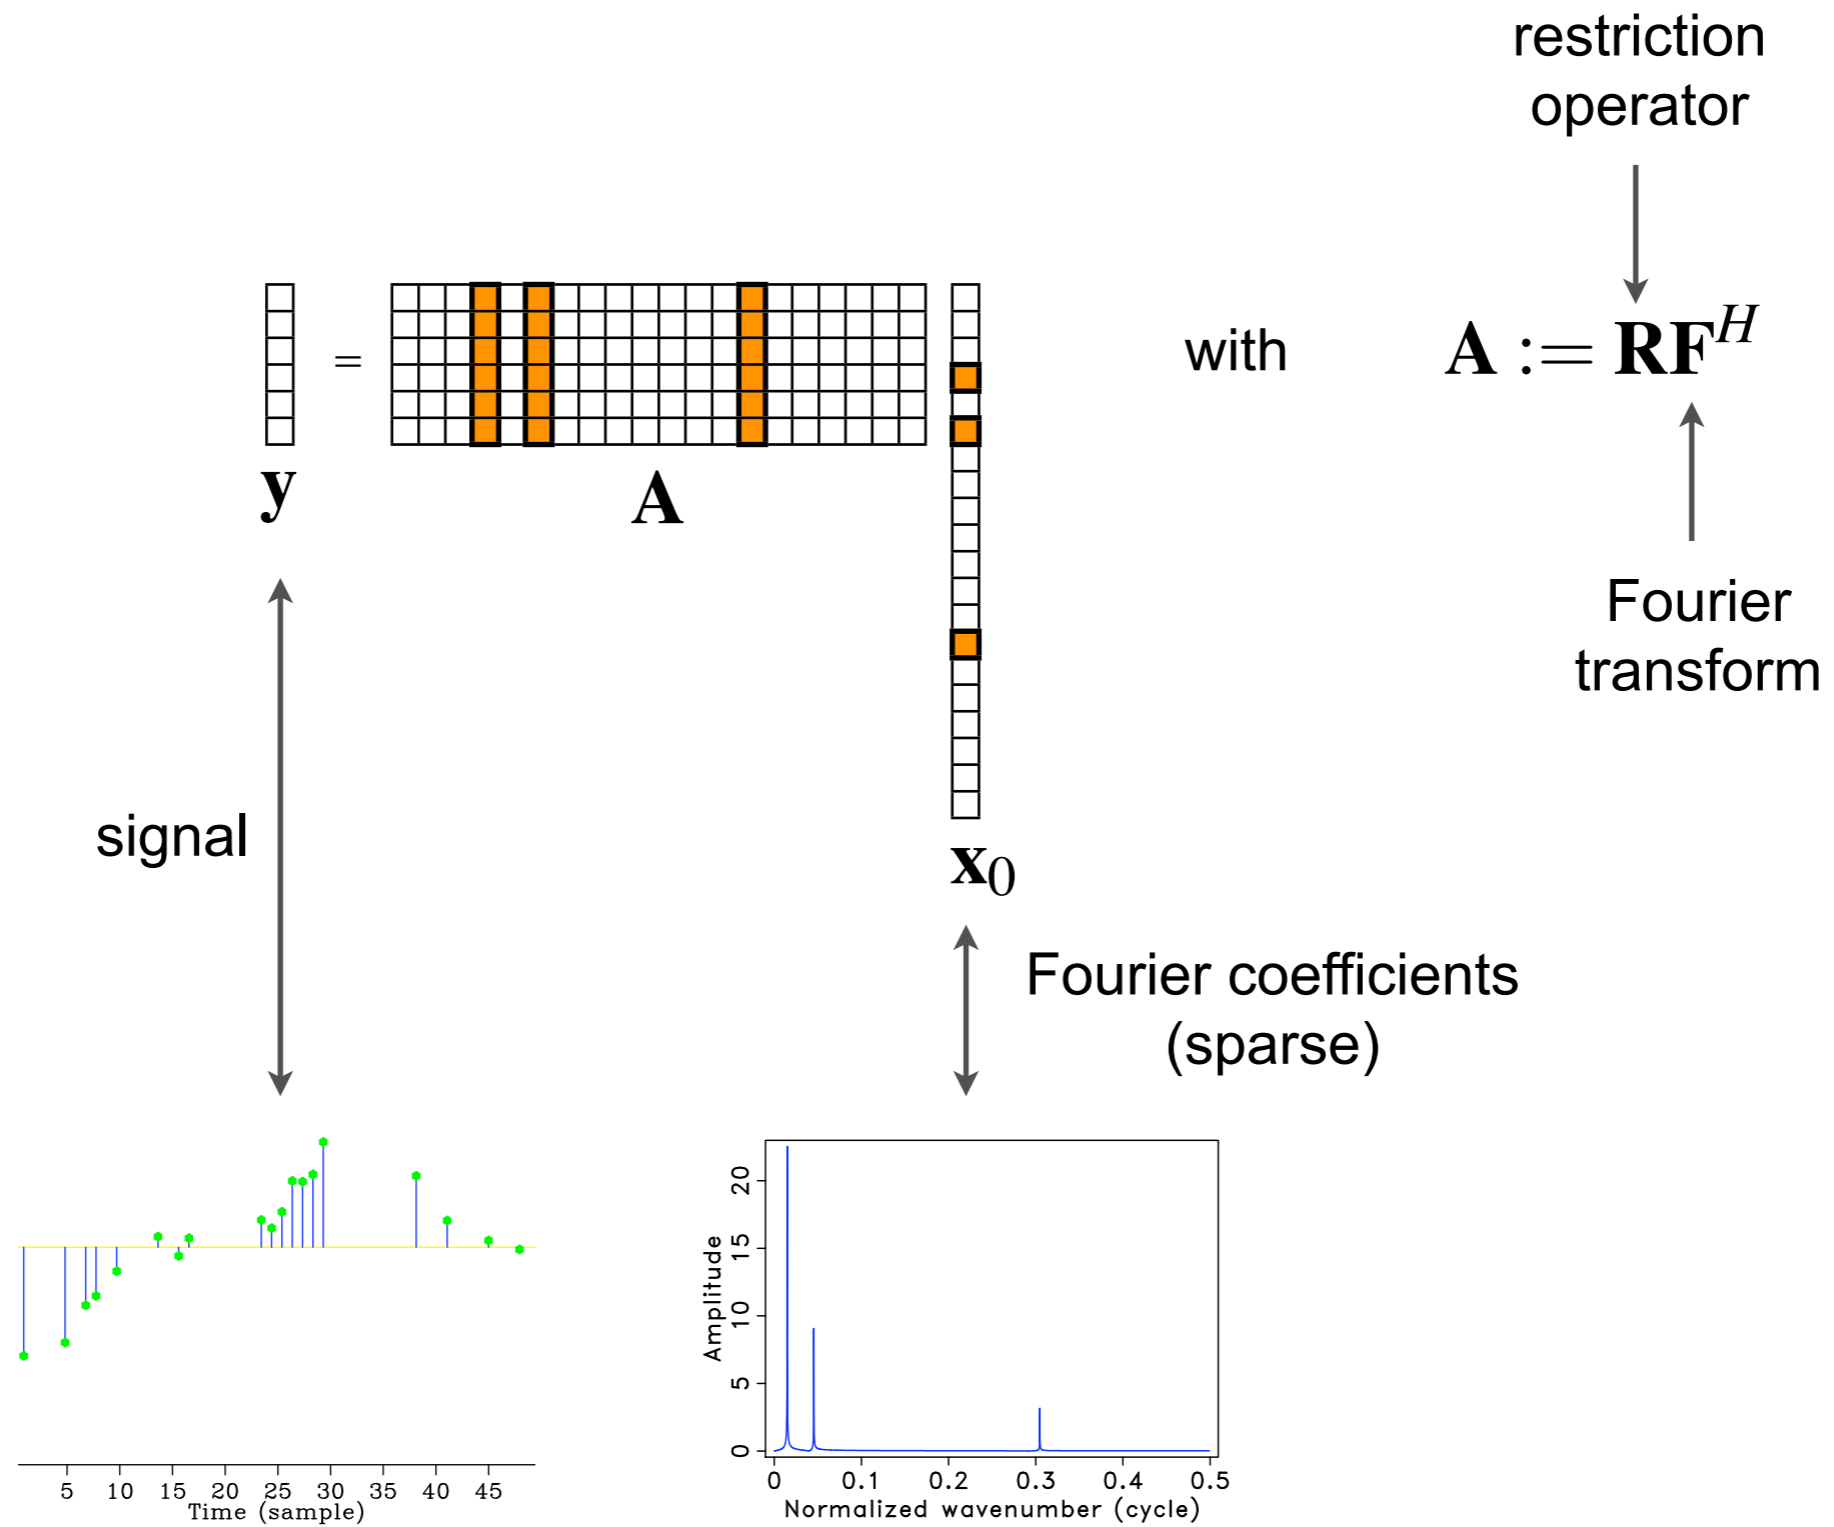 restriction
operator
=
with
A := RF^H
y
A
Fourier
transform
signal
x_0
Fourier coefficients
(sparse)
5 10 15 20 25 30 35 40 45
Time (sample)
Amplitude
20
15
10
5
0
0 0.1 0.2 0.3 0.4 0.5
Normalized wavenumber (cycle)